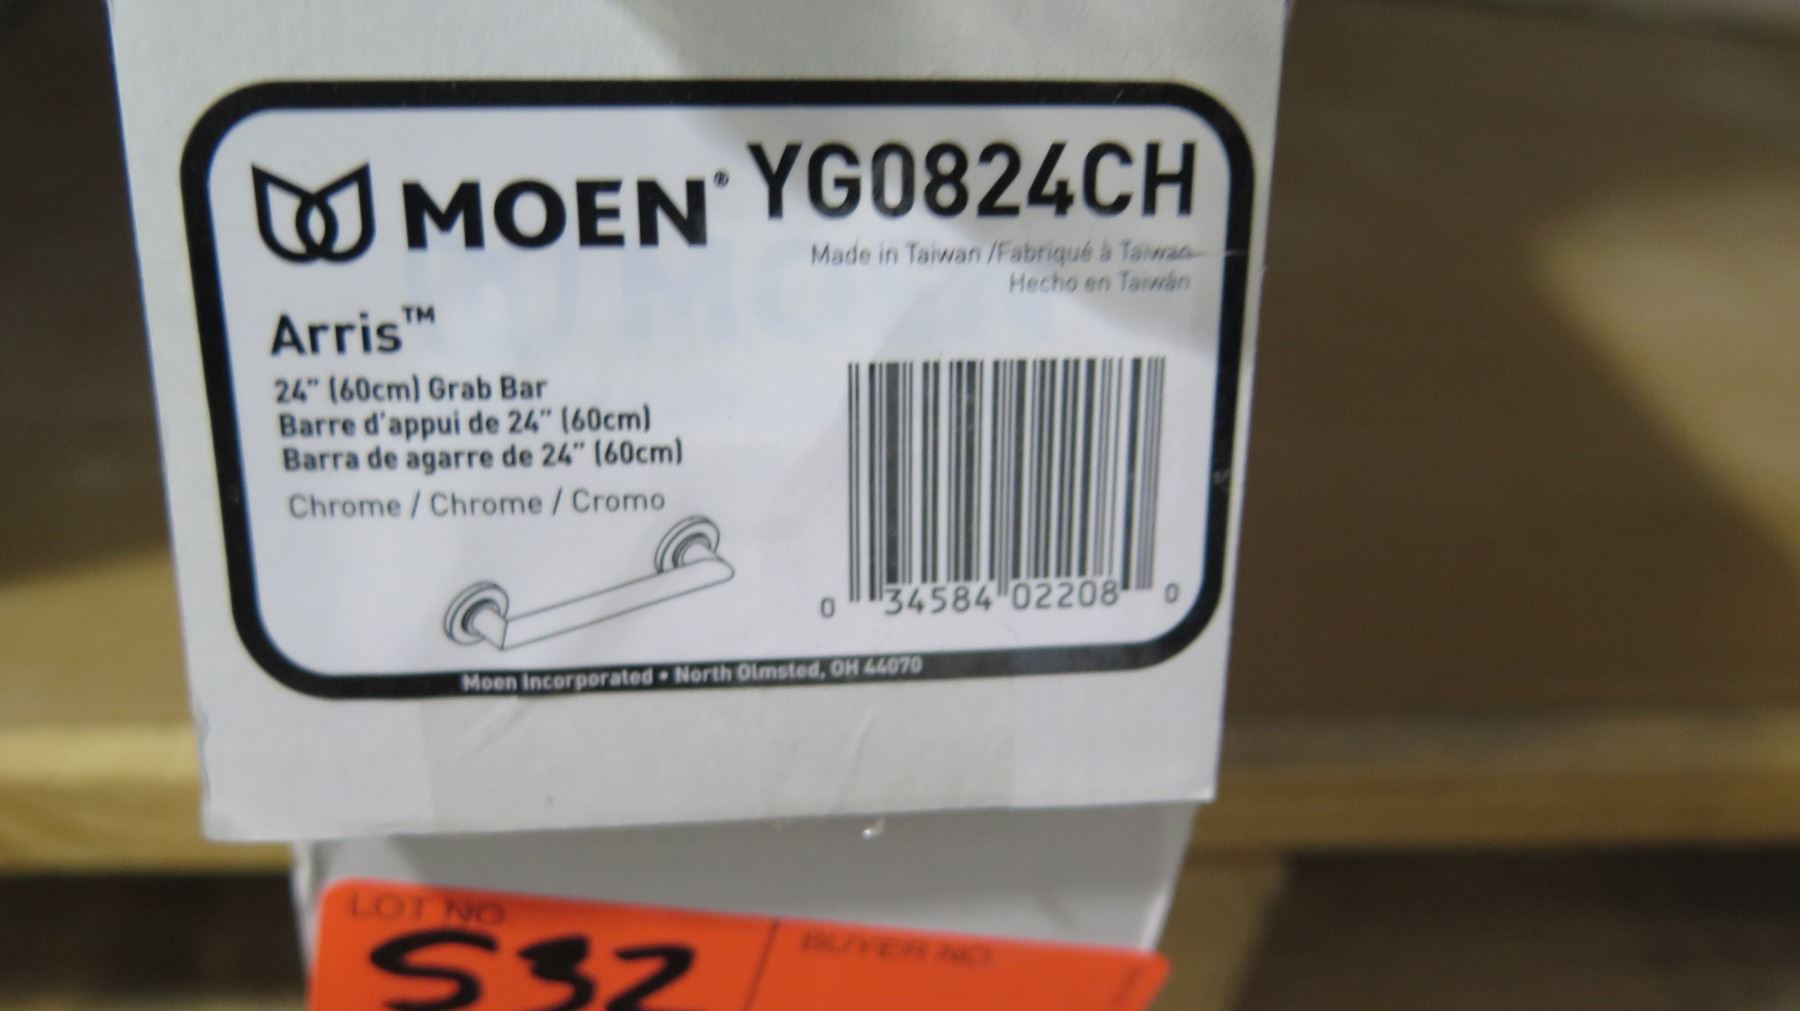 MOEN® YG0824CH
Made in Taiwan /Fabriqué à Taiwan
Hecho en Taiwán
Arris™
24" (60cm) Grab Bar
Barre d'appui de 24" (60cm)
Barra de agarre de 24" (60cm)
Chrome / Chrome / Cromo
0 34584 02208 0
Moen Incorporated • North Olmsted, OH 44070
LOT NO. BUYER NO.
532